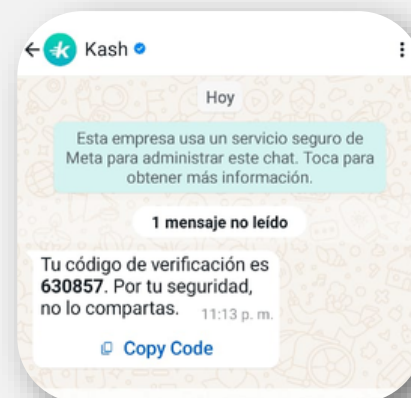 Kash
Hoy
Esta empresa usa un servicio seguro de
Meta para administrar este chat. Toca para
obtener más información.
1 mensaje no leído
Tu código de verificación es
630857. Por tu seguridad,
no lo compartas. 11:13 p. m.
Copy Code